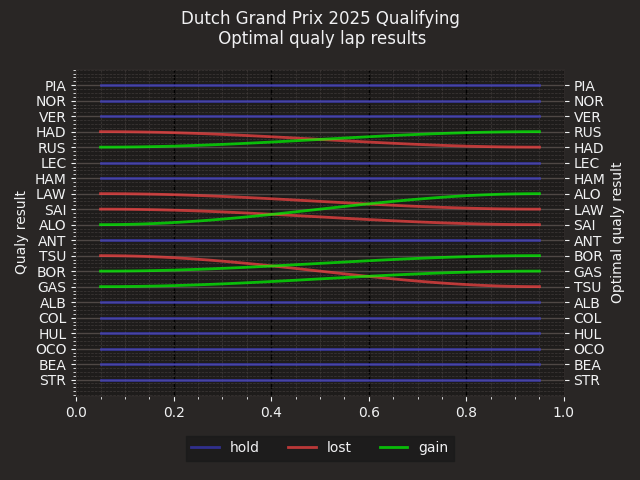 Dutch Grand Prix 2025 Qualifying
Optimal qualy lap results
PIA
NOR
VER
HAD
RUS
LEC
HAM
LAW
SAI
ALO
ANT
TSU
BOR
GAS
ALB
COL
HUL
OCO
BEA
STR
Qualy result
PIA
NOR
VER
RUS
HAD
LEC
HAM
ALO
LAW
SAI
ANT
BOR
GAS
TSU
ALB
COL
HUL
OCO
BEA
STR
Optimal qualy result
0.0 0.2 0.4 0.6 0.8 1.0
hold lost gain